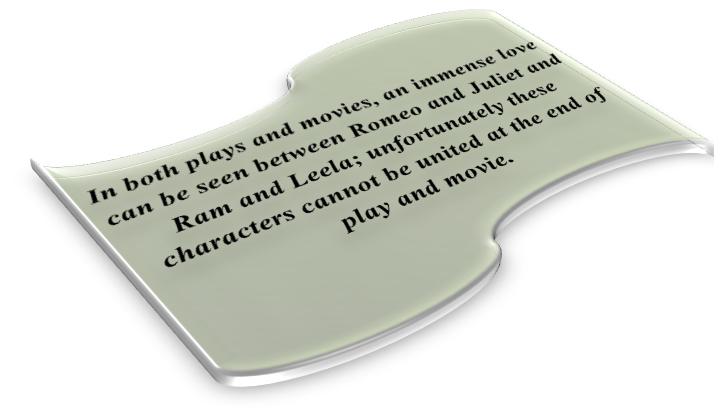 In both plays and movies, an immense love
can be seen between Romeo and Juliet and
Ram and Leela; unfortunately these
characters cannot be united at the end of
play and movie.